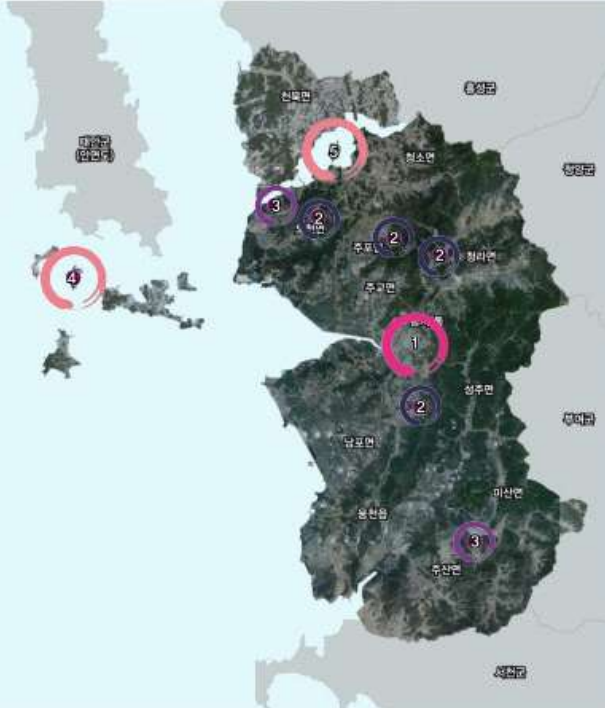 천북면
홍성군
태안군
(안면도)
5
청소면
청양군
3
2
2
주포면
2
청라면
4
주교면
1
성주면
2
부여군
남포면
미산면
웅천읍
3
주산면
서천군